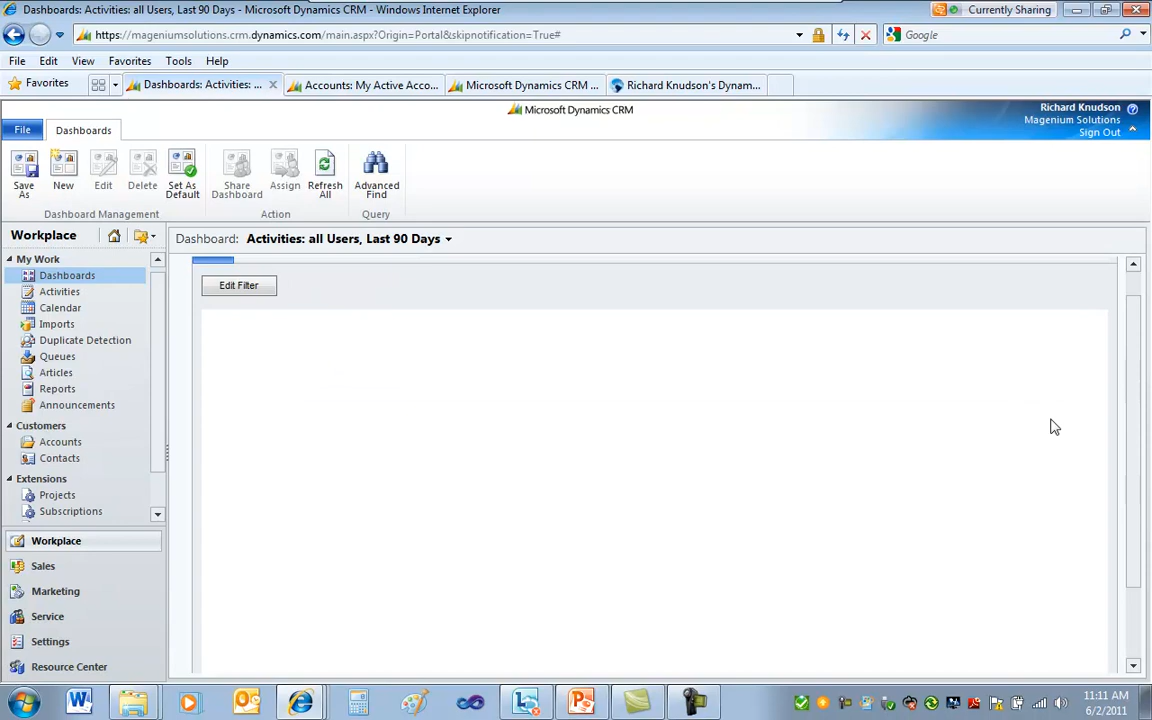 Dashboards: Activities: all Users, Last 90 Days - Microsoft Dynamics CRM - Windows Internet Explorer
Currently Sharing
https://mageniumsolutions.crm.dynamics.com/main.aspx?Origin=Portal&skipnotification=True#
Google
File Edit View Favorites Tools Help
Favorites
Dashboards: Activities: ...
Accounts: My Active Acco...
Microsoft Dynamics CRM ...
Richard Knudson's Dynam...
Microsoft Dynamics CRM
Richard Knudson
Magenium Solutions
Sign Out
File
Dashboards
Save As
New
Edit
Delete
Set As Default
Share Dashboard
Assign
Refresh All
Advanced Find
Dashboard Management
Action
Query
Workplace
Dashboard: Activities: all Users, Last 90 Days
My Work
Dashboards
Activities
Calendar
Imports
Duplicate Detection
Queues
Articles
Reports
Announcements
Customers
Accounts
Contacts
Extensions
Projects
Subscriptions
Edit Filter
Workplace
Sales
Marketing
Service
Settings
Resource Center
11:11 AM
6/2/2011